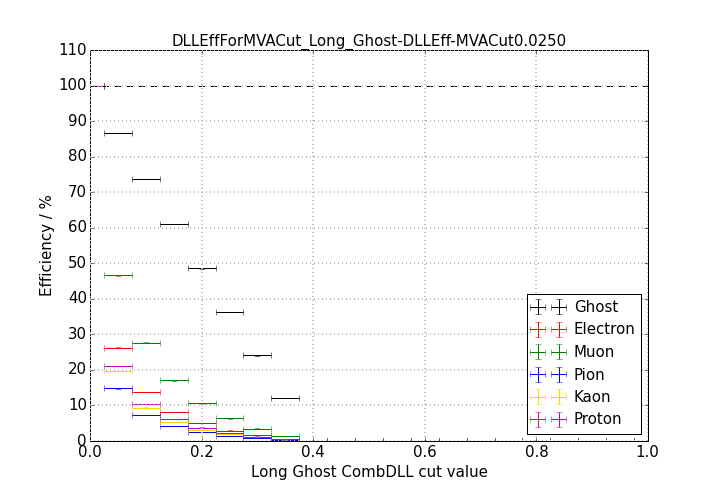 DLLEffForMVACut_Long_Ghost-DLLEff-MVACut0.0250
110
100
90
80
70
60
50
40
30
20
10
0
Efficiency / %
Ghost
Electron
Muon
Pion
Kaon
Proton
0.0 0.2 0.4 0.6 0.8 1.0
Long Ghost CombDLL cut value